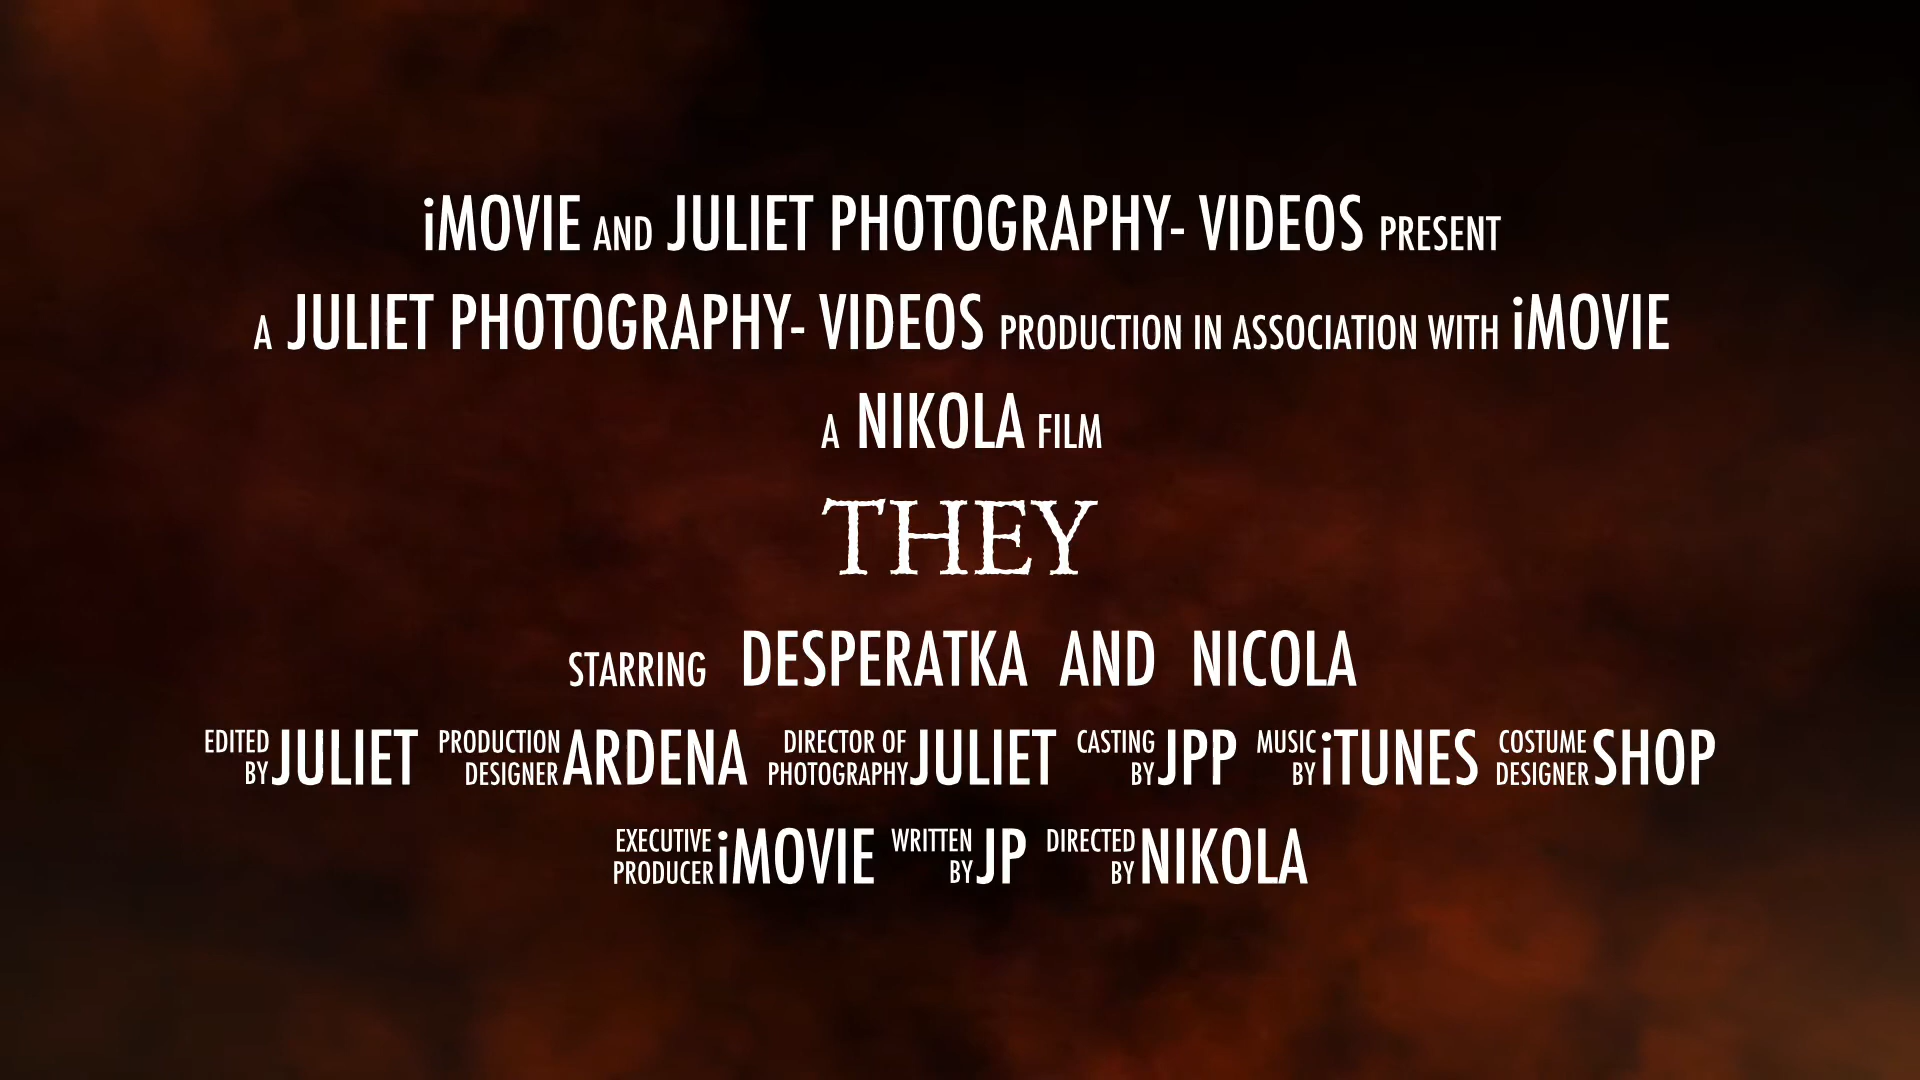 iMOVIE AND JULIET PHOTOGRAPHY- VIDEOS PRESENT
A JULIET PHOTOGRAPHY- VIDEOS PRODUCTION IN ASSOCIATION WITH iMOVIE
A NIKOLA FILM
THEY
STARRING DESPERATKA AND NICOLA
EDITED BY JULIET PRODUCTION DESIGNER ARDENA DIRECTOR OF PHOTOGRAPHY JULIET CASTING BY JPP MUSIC BY iTUNES COSTUME DESIGNER SHOP
EXECUTIVE PRODUCER iMOVIE WRITTEN BY JP DIRECTED BY NIKOLA